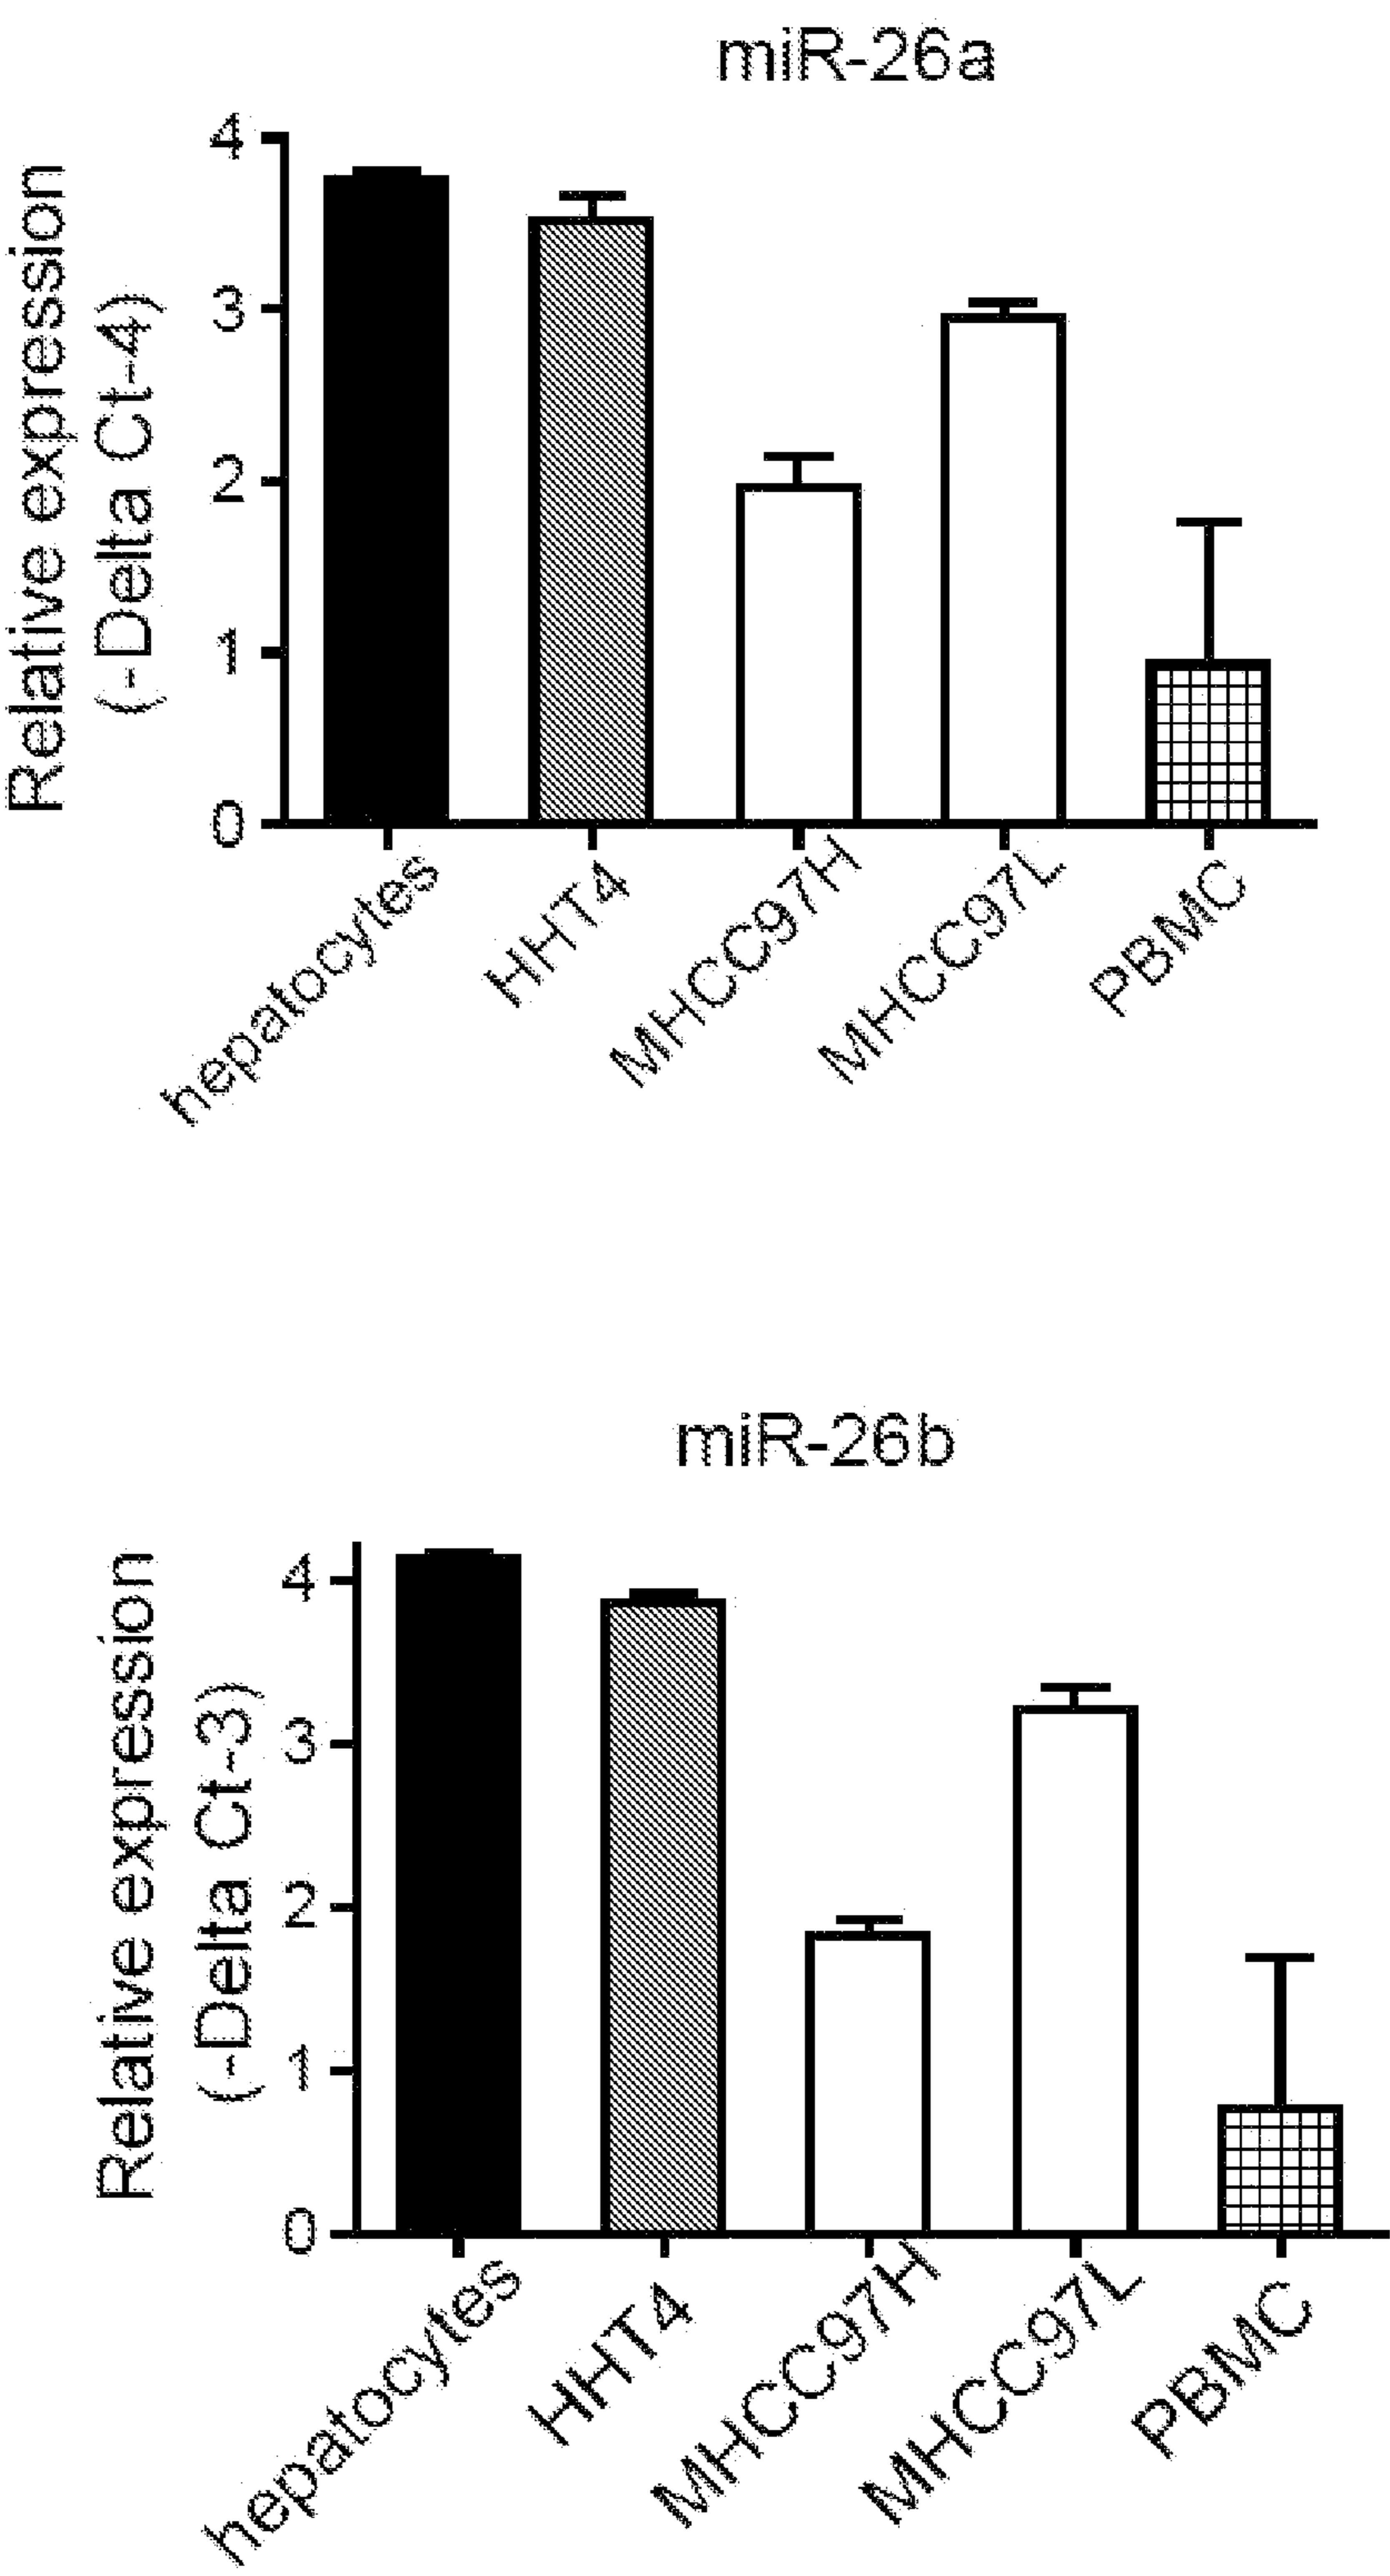 miR-26a
Relative expression
(-Delta Ct-4)
4
3
2
1
0
hepatocytes
HHT4
MHCC97H
MHCC97L
PBMC
miR-26b
Relative expression
(-Delta Ct-3)
4
3
2
1
0
hepatocytes
HHT4
MHCC97H
MHCC97L
PBMC